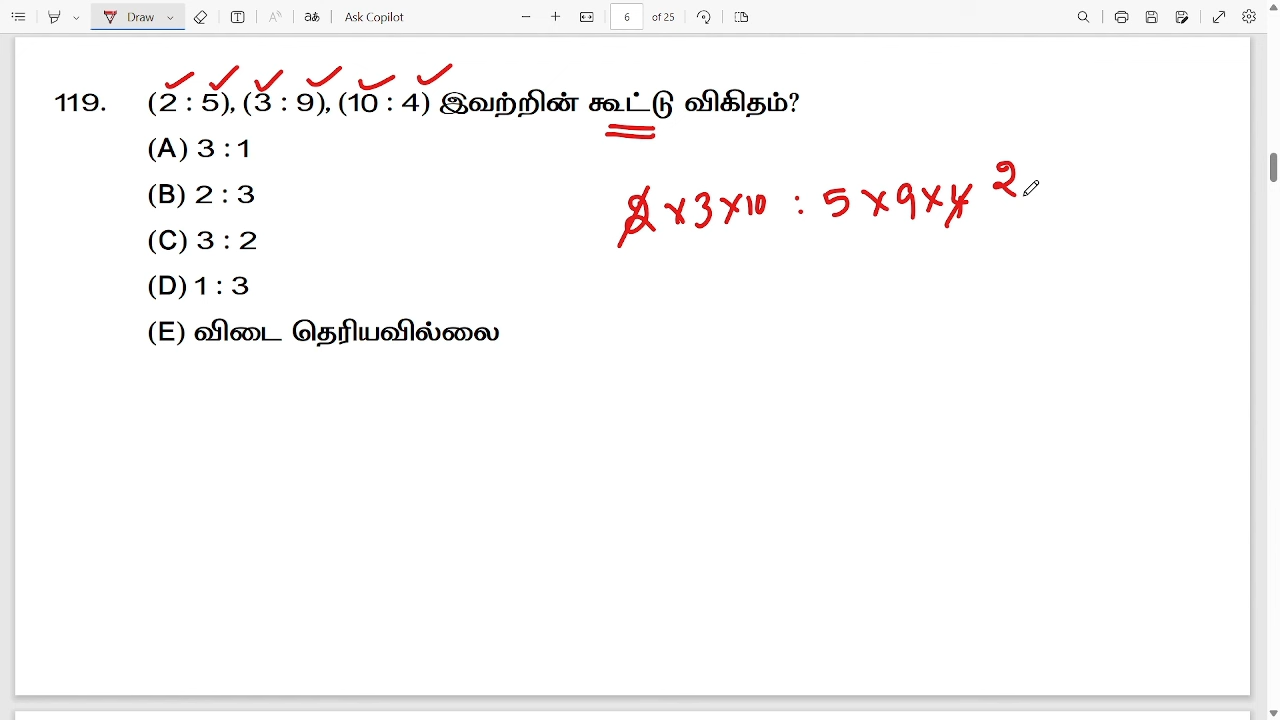 Draw
Ask Copilot
6 of 25
119. (2 : 5), (3 : 9), (10 : 4) இவற்றின் கூட்டு விகிதம்?
(A) 3 : 1
(B) 2 : 3
(C) 3 : 2
(D) 1 : 3
(E) விடை தெரியவில்லை
2 × 3 × 10 : 5 × 9 × 4 2